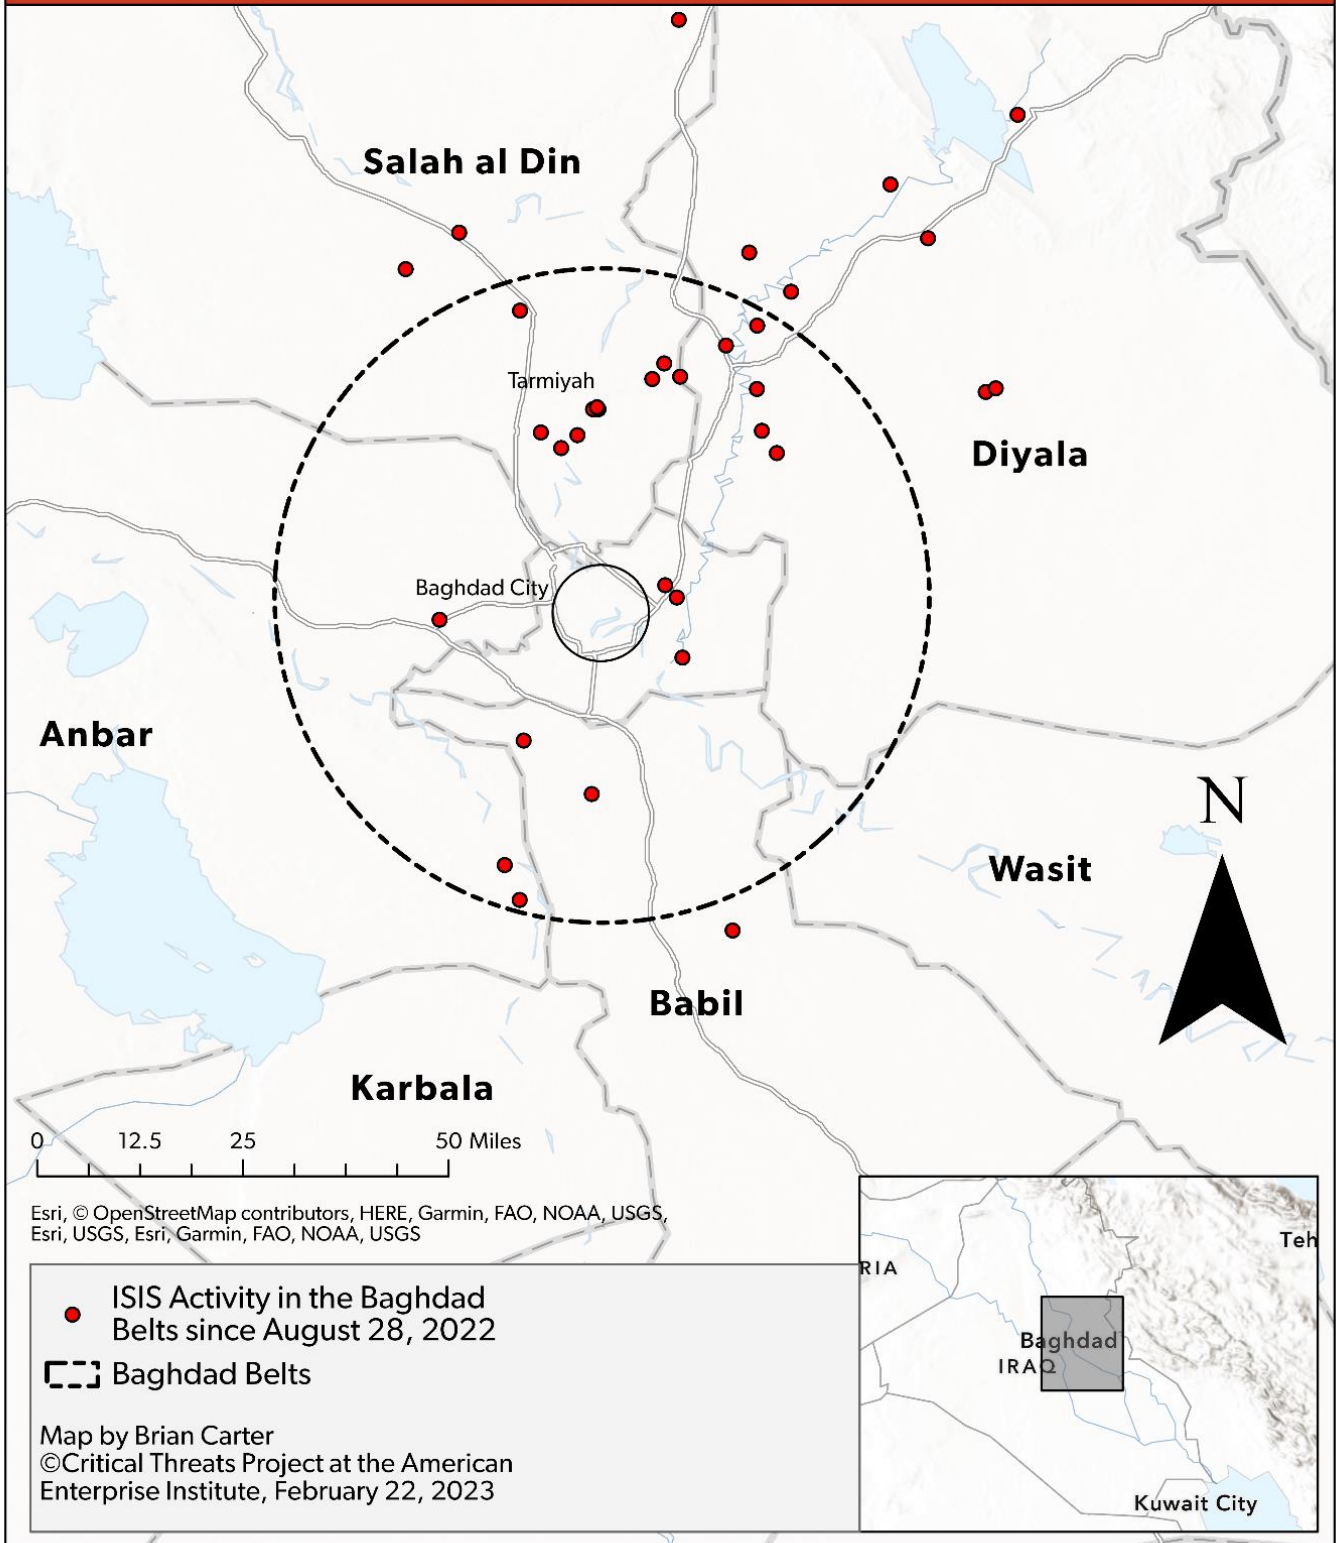 Salah al Din
Tarmiyah
Diyala
Baghdad City
Anbar
N
Wasit
Babil
Karbala
0 12.5 25 50 Miles
Esri, © OpenStreetMap contributors, HERE, Garmin, FAO, NOAA, USGS,
Esri, USGS, Esri, Garmin, FAO, NOAA, USGS
ISIS Activity in the Baghdad
Belts since August 28, 2022
Baghdad Belts
Map by Brian Carter
©Critical Threats Project at the American
Enterprise Institute, February 22, 2023
Teh
RIA
Baghdad
IRAQ
Kuwait City